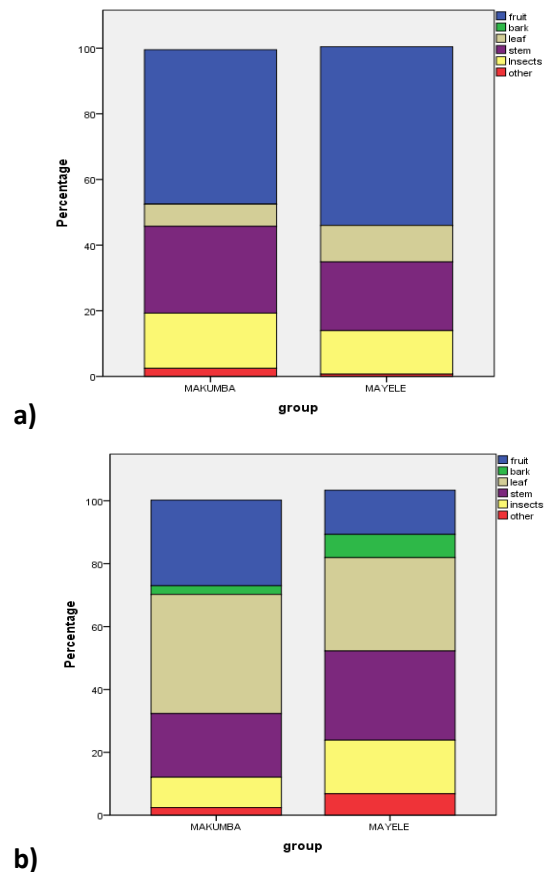 fruit
bark
leaf
stem
Insects
other
100
80
60
40
20
0
Percentage
MAKUMBA MAYELE
group
a)
fruit
bark
leaf
stem
insects
other
100
80
60
40
20
0
Percentage
MAKUMBA MAYELE
group
b)